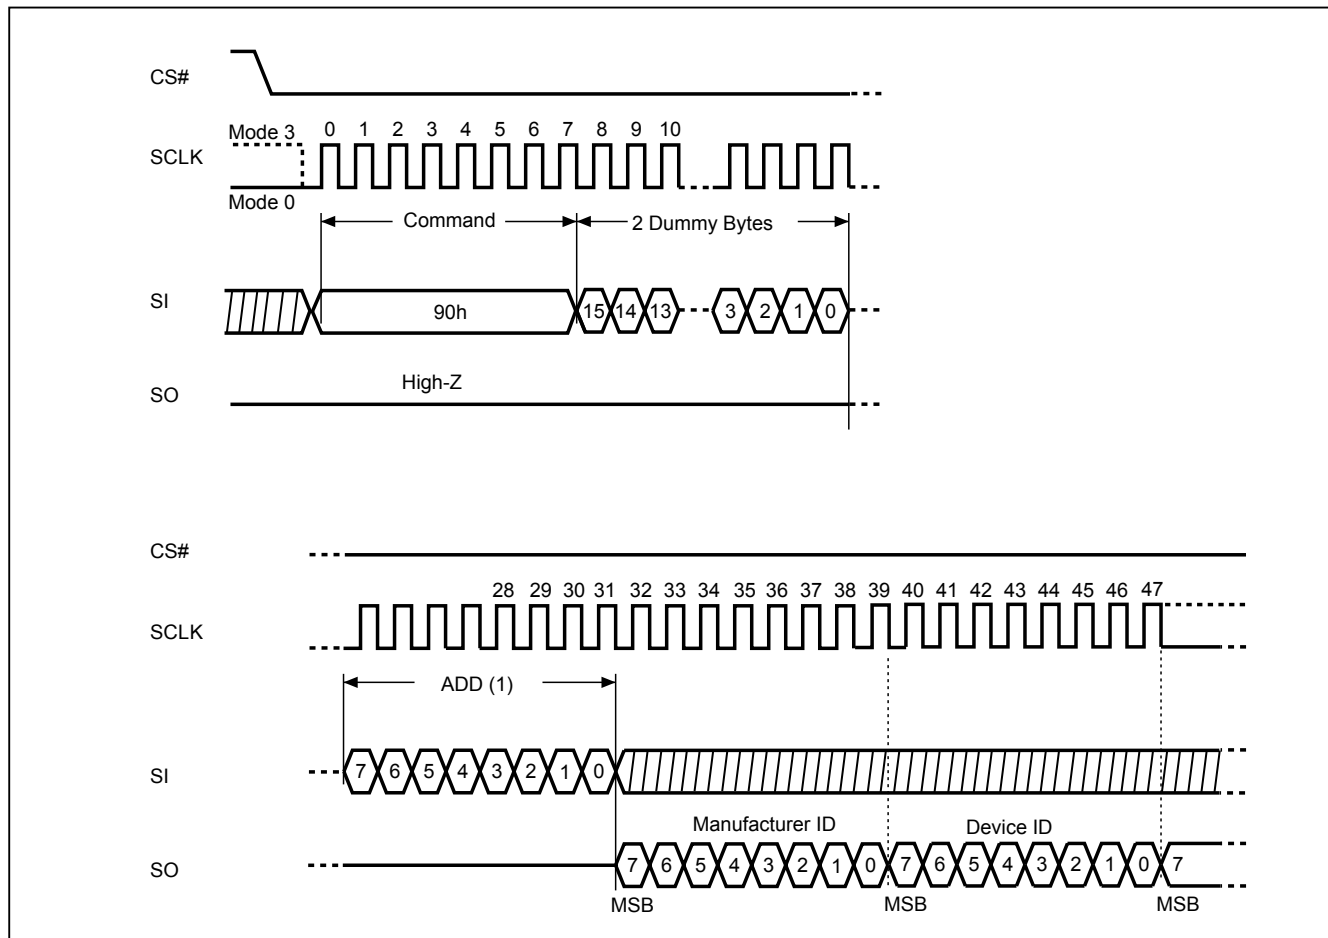 CS#
Mode 3 0 1 2 3 4 5 6 7 8 9 10
SCLK
Mode 0
Command 2 Dummy Bytes
SI 90h 15 14 13 3 2 1 0
High-Z
SO
CS#
28 29 30 31 32 33 34 35 36 37 38 39 40 41 42 43 44 45 46 47
SCLK
ADD (1)
SI 7 6 5 4 3 2 1 0
Manufacturer ID Device ID
SO 7 6 5 4 3 2 1 0 7 6 5 4 3 2 1 0 7
MSB MSB MSB